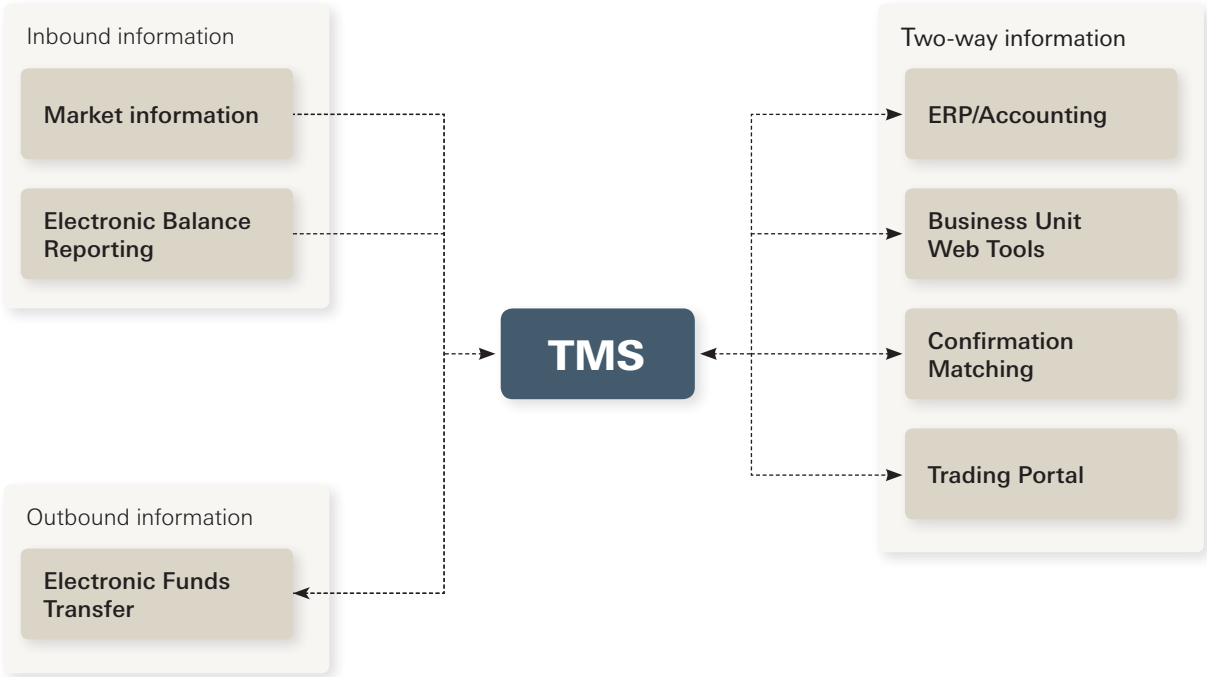 Inbound information
Market information
Electronic Balance
Reporting
Outbound information
Electronic Funds
Transfer
TMS
Two-way information
ERP/Accounting
Business Unit
Web Tools
Confirmation
Matching
Trading Portal